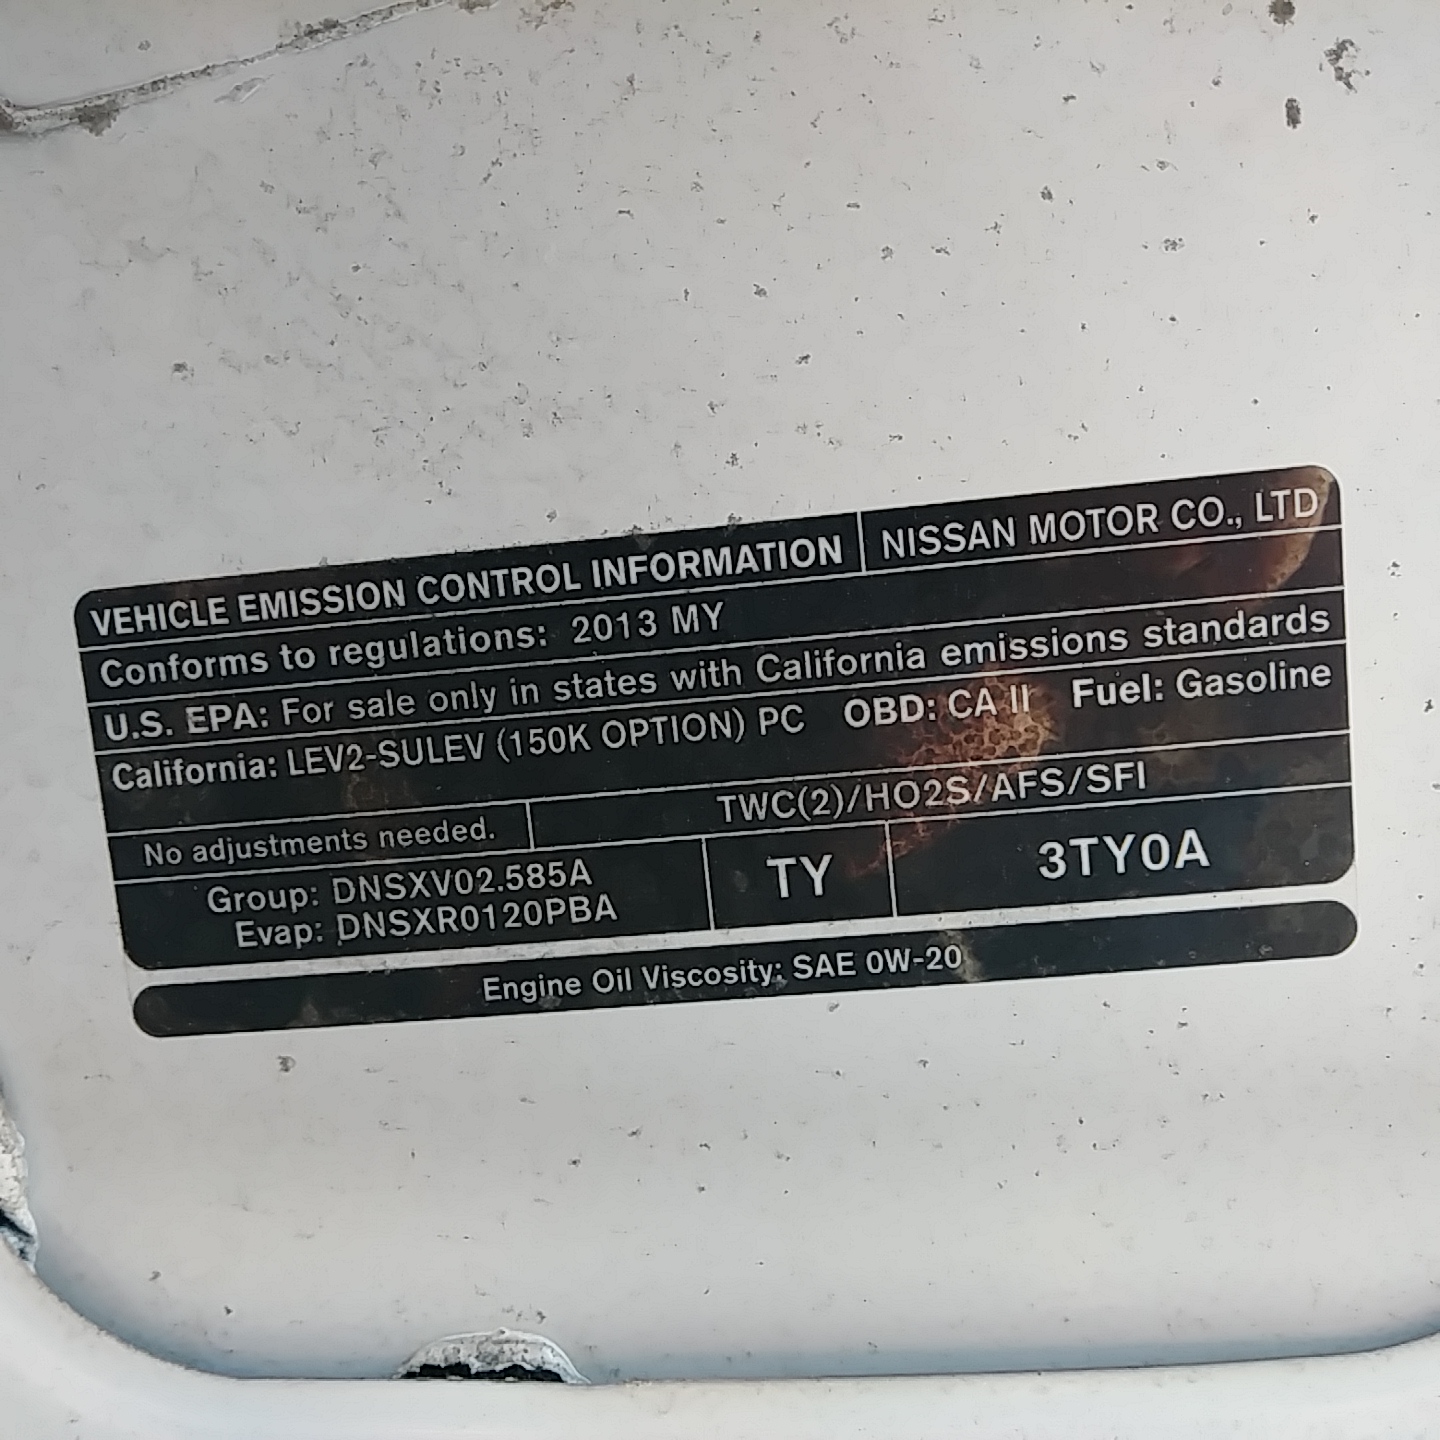 VEHICLE EMISSION CONTROL INFORMATION NISSAN MOTOR CO., LTD
Conforms to regulations: 2013 MY
U.S. EPA: For sale only in states with California emissions standards
California: LEV2-SULEV (150K OPTION) PC OBD: CA II Fuel: Gasoline
No adjustments needed. TWC(2)/HO2S/AFS/SFI
Group: DNSXV02.585A
Evap: DNSXR0120PBA
TY
3TY0A
Engine Oil Viscosity: SAE 0W-20